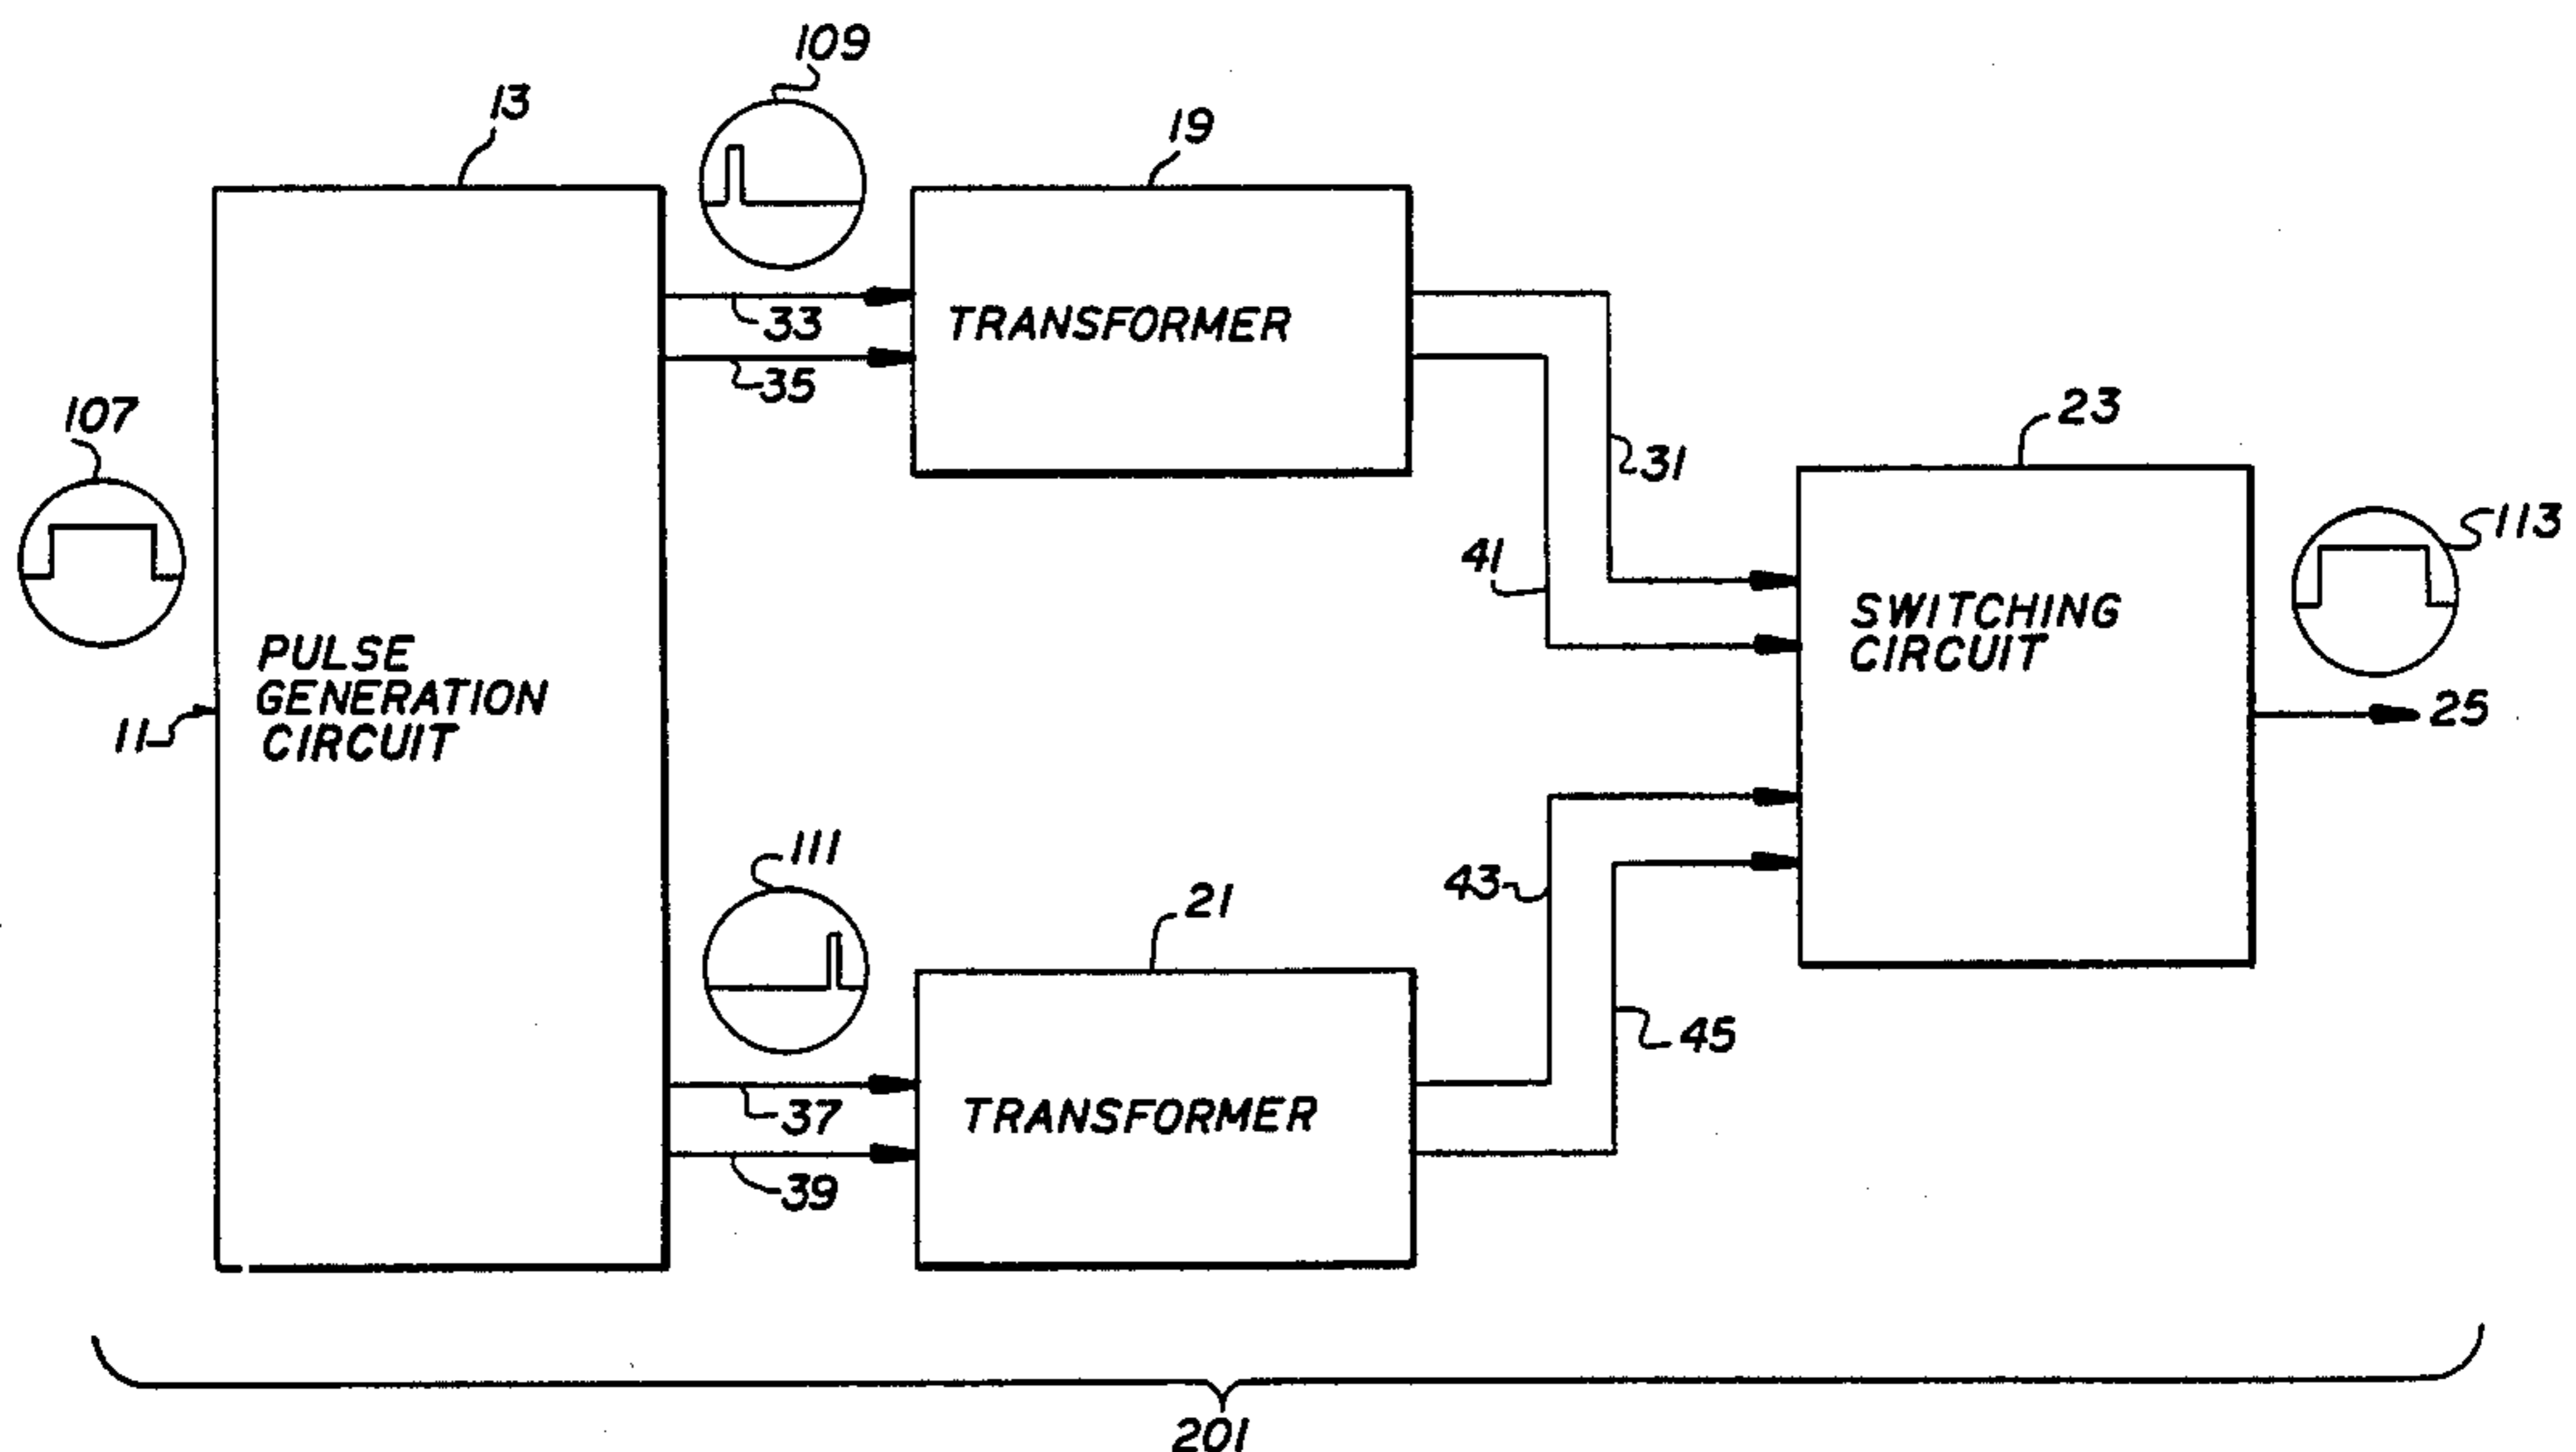 109
13
19
33
TRANSFORMER
35
107
23
31
113
41
SWITCHING
CIRCUIT
PULSE
GENERATION
CIRCUIT
11
25
111
43
21
45
37
TRANSFORMER
39
201